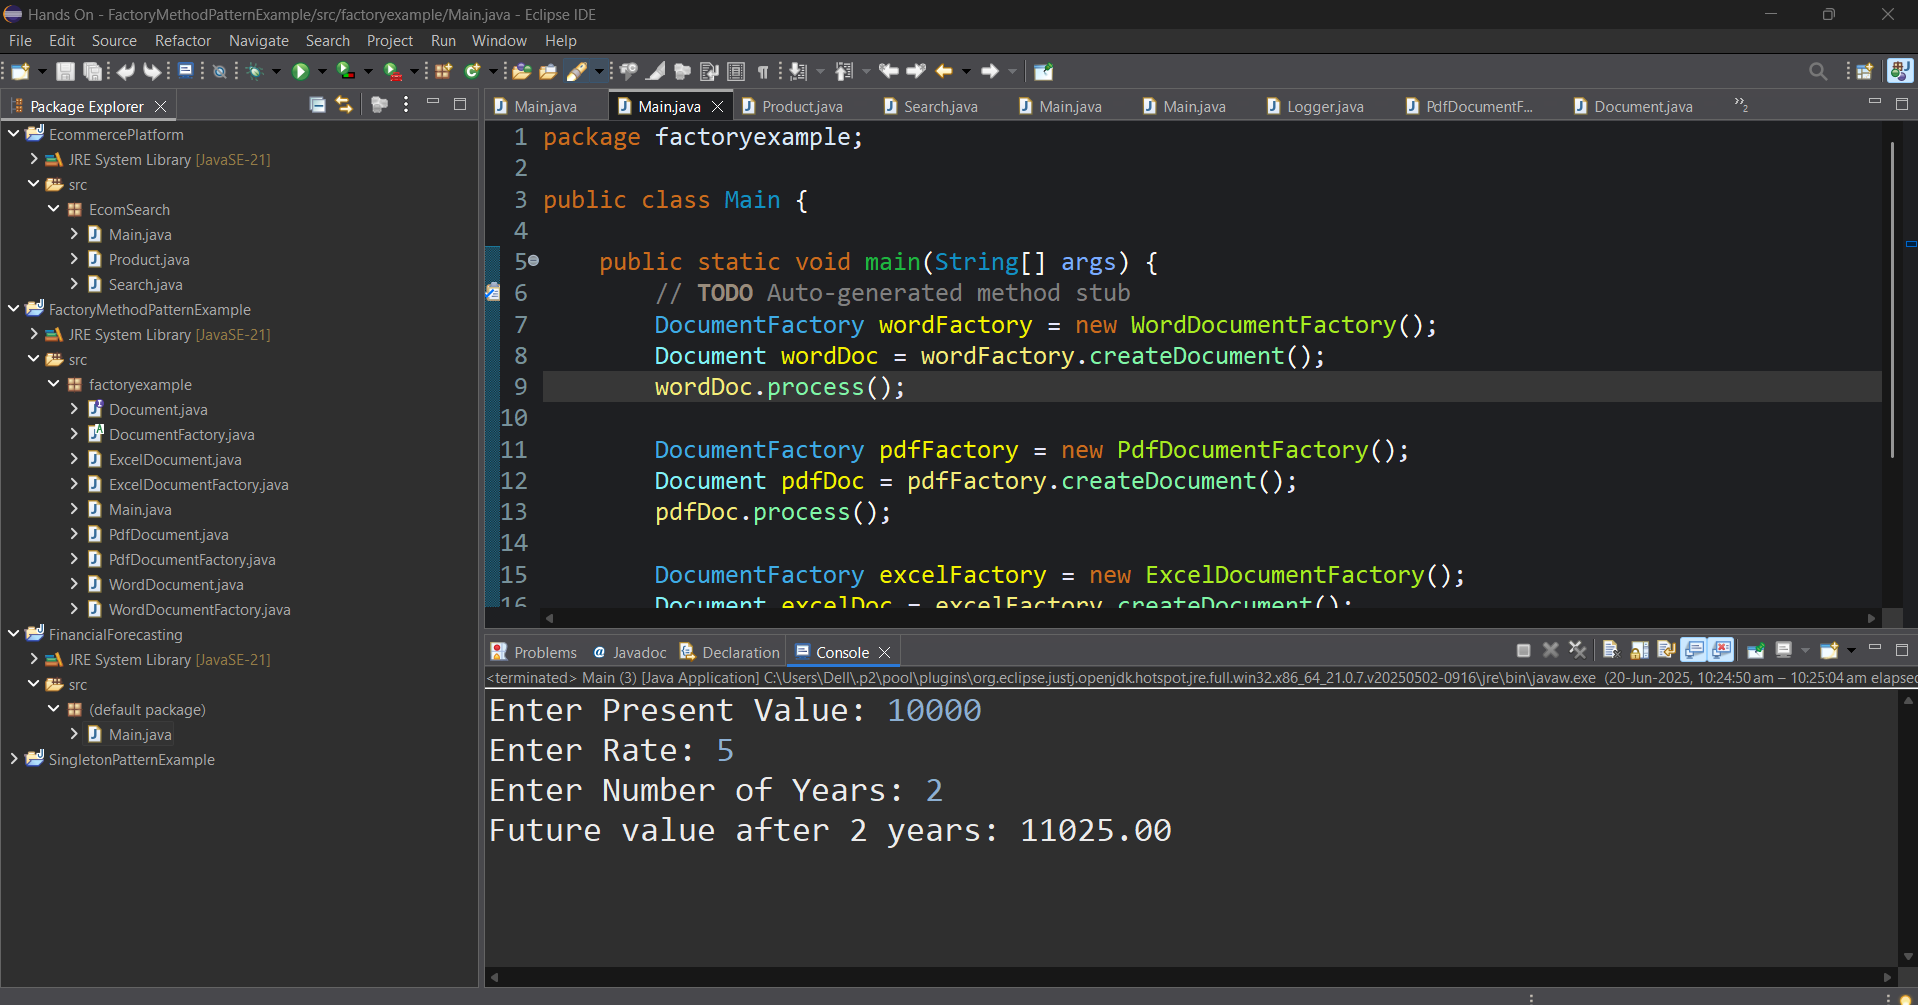 Hands On - FactoryMethodPatternExample/src/factoryexample/Main.java - Eclipse IDE
File Edit Source Refactor Navigate Search Project Run Window Help
Package Explorer
EcommercePlatform
JRE System Library [JavaSE-21]
src
EcomSearch
Main.java
Product.java
Search.java
FactoryMethodPatternExample
JRE System Library [JavaSE-21]
src
factoryexample
Document.java
DocumentFactory.java
ExcelDocument.java
ExcelDocumentFactory.java
Main.java
PdfDocument.java
PdfDocumentFactory.java
WordDocument.java
WordDocumentFactory.java
FinancialForecasting
JRE System Library [JavaSE-21]
src
(default package)
Main.java
SingletonPatternExample
Main.java Main.java Product.java Search.java Main.java Main.java Logger.java PdfDocumentF... Document.java »2
1 package factoryexample;
2
3 public class Main {
4
5 public static void main(String[] args) {
6 // TODO Auto-generated method stub
7 DocumentFactory wordFactory = new WordDocumentFactory();
8 Document wordDoc = wordFactory.createDocument();
9 wordDoc.process();
10
11 DocumentFactory pdfFactory = new PdfDocumentFactory();
12 Document pdfDoc = pdfFactory.createDocument();
13 pdfDoc.process();
14
15 DocumentFactory excelFactory = new ExcelDocumentFactory();
16 Document excelDoc = excelFactory.createDocument();
Problems Javadoc Declaration Console
<terminated> Main (3) [Java Application] C:\Users\Dell\.p2\pool\plugins\org.eclipse.justj.openjdk.hotspot.jre.full.win32.x86_64_21.0.7.v20250502-0916\jre\bin\javaw.exe (20-Jun-2025, 10:24:50 am – 10:25:04 am elapsed
Enter Present Value: 10000
Enter Rate: 5
Enter Number of Years: 2
Future value after 2 years: 11025.00